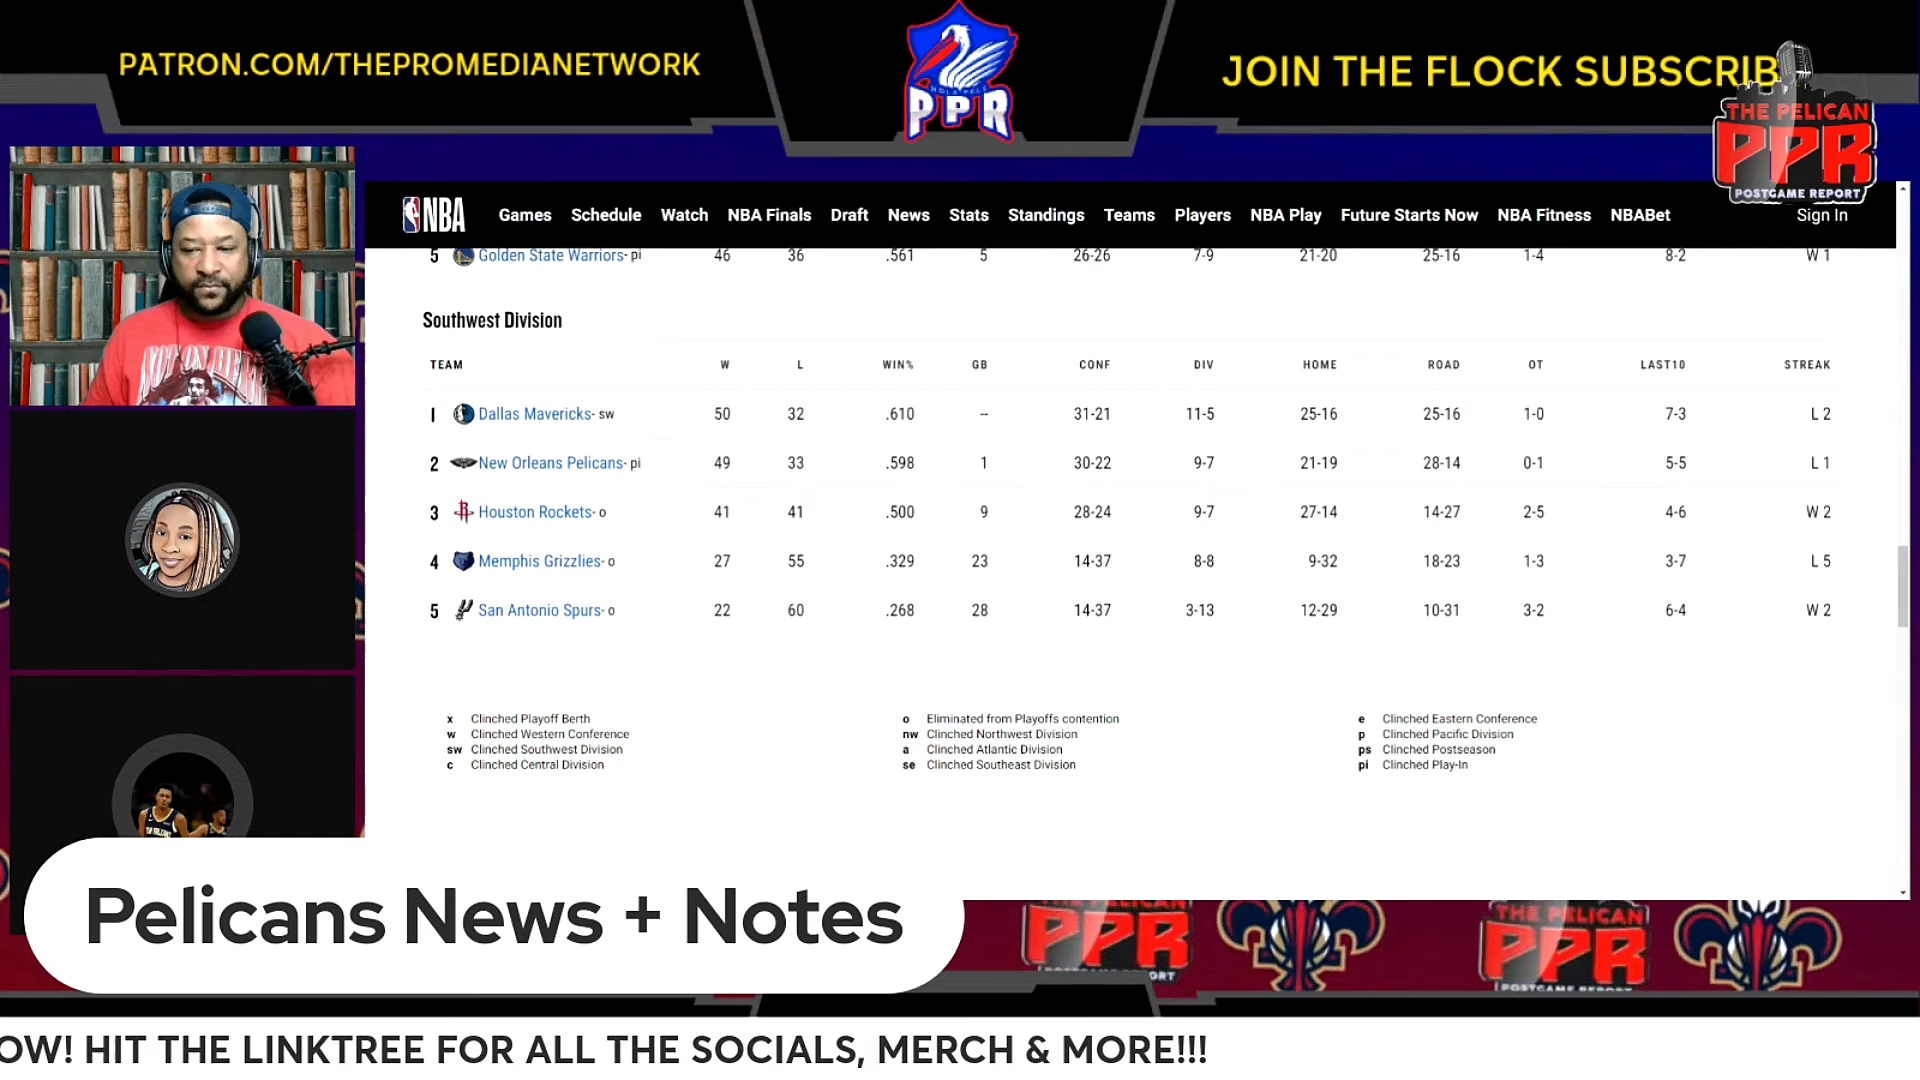 PATRON.COM/THEPROMEDIANETWORK
HOLA PELS
PPR
JOIN THE FLOCK SUBSCRIB
THE PELICAN
PPR
POSTGAME REPORT
NBA Games Schedule Watch NBA Finals Draft News Stats Standings Teams Players NBA Play Future Starts Now NBA Fitness NBABet Sign In
5 Golden State Warriors- pi 46 36 .561 5 26-26 7-9 21-20 25-16 1-4 8-2 W 1
Southwest Division
TEAM W L WIN% GB CONF DIV HOME ROAD OT LAST10 STREAK
1 Dallas Mavericks- sw 50 32 .610 -- 31-21 11-5 25-16 25-16 1-0 7-3 L 2
2 New Orleans Pelicans- pi 49 33 .598 1 30-22 9-7 21-19 28-14 0-1 5-5 L 1
3 Houston Rockets- o 41 41 .500 9 28-24 9-7 27-14 14-27 2-5 4-6 W 2
4 Memphis Grizzlies- o 27 55 .329 23 14-37 8-8 9-32 18-23 1-3 3-7 L 5
5 San Antonio Spurs- o 22 60 .268 28 14-37 3-13 12-29 10-31 3-2 6-4 W 2
x Clinched Playoff Berth o Eliminated from Playoffs contention e Clinched Eastern Conference
w Clinched Western Conference nw Clinched Northwest Division p Clinched Pacific Division
sw Clinched Southwest Division a Clinched Atlantic Division ps Clinched Postseason
c Clinched Central Division se Clinched Southeast Division pi Clinched Play-In
Pelicans News + Notes
PPR
THE PELICAN
PPR
POSTGAME REPORT
OW! HIT THE LINKTREE FOR ALL THE SOCIALS, MERCH & MORE!!!